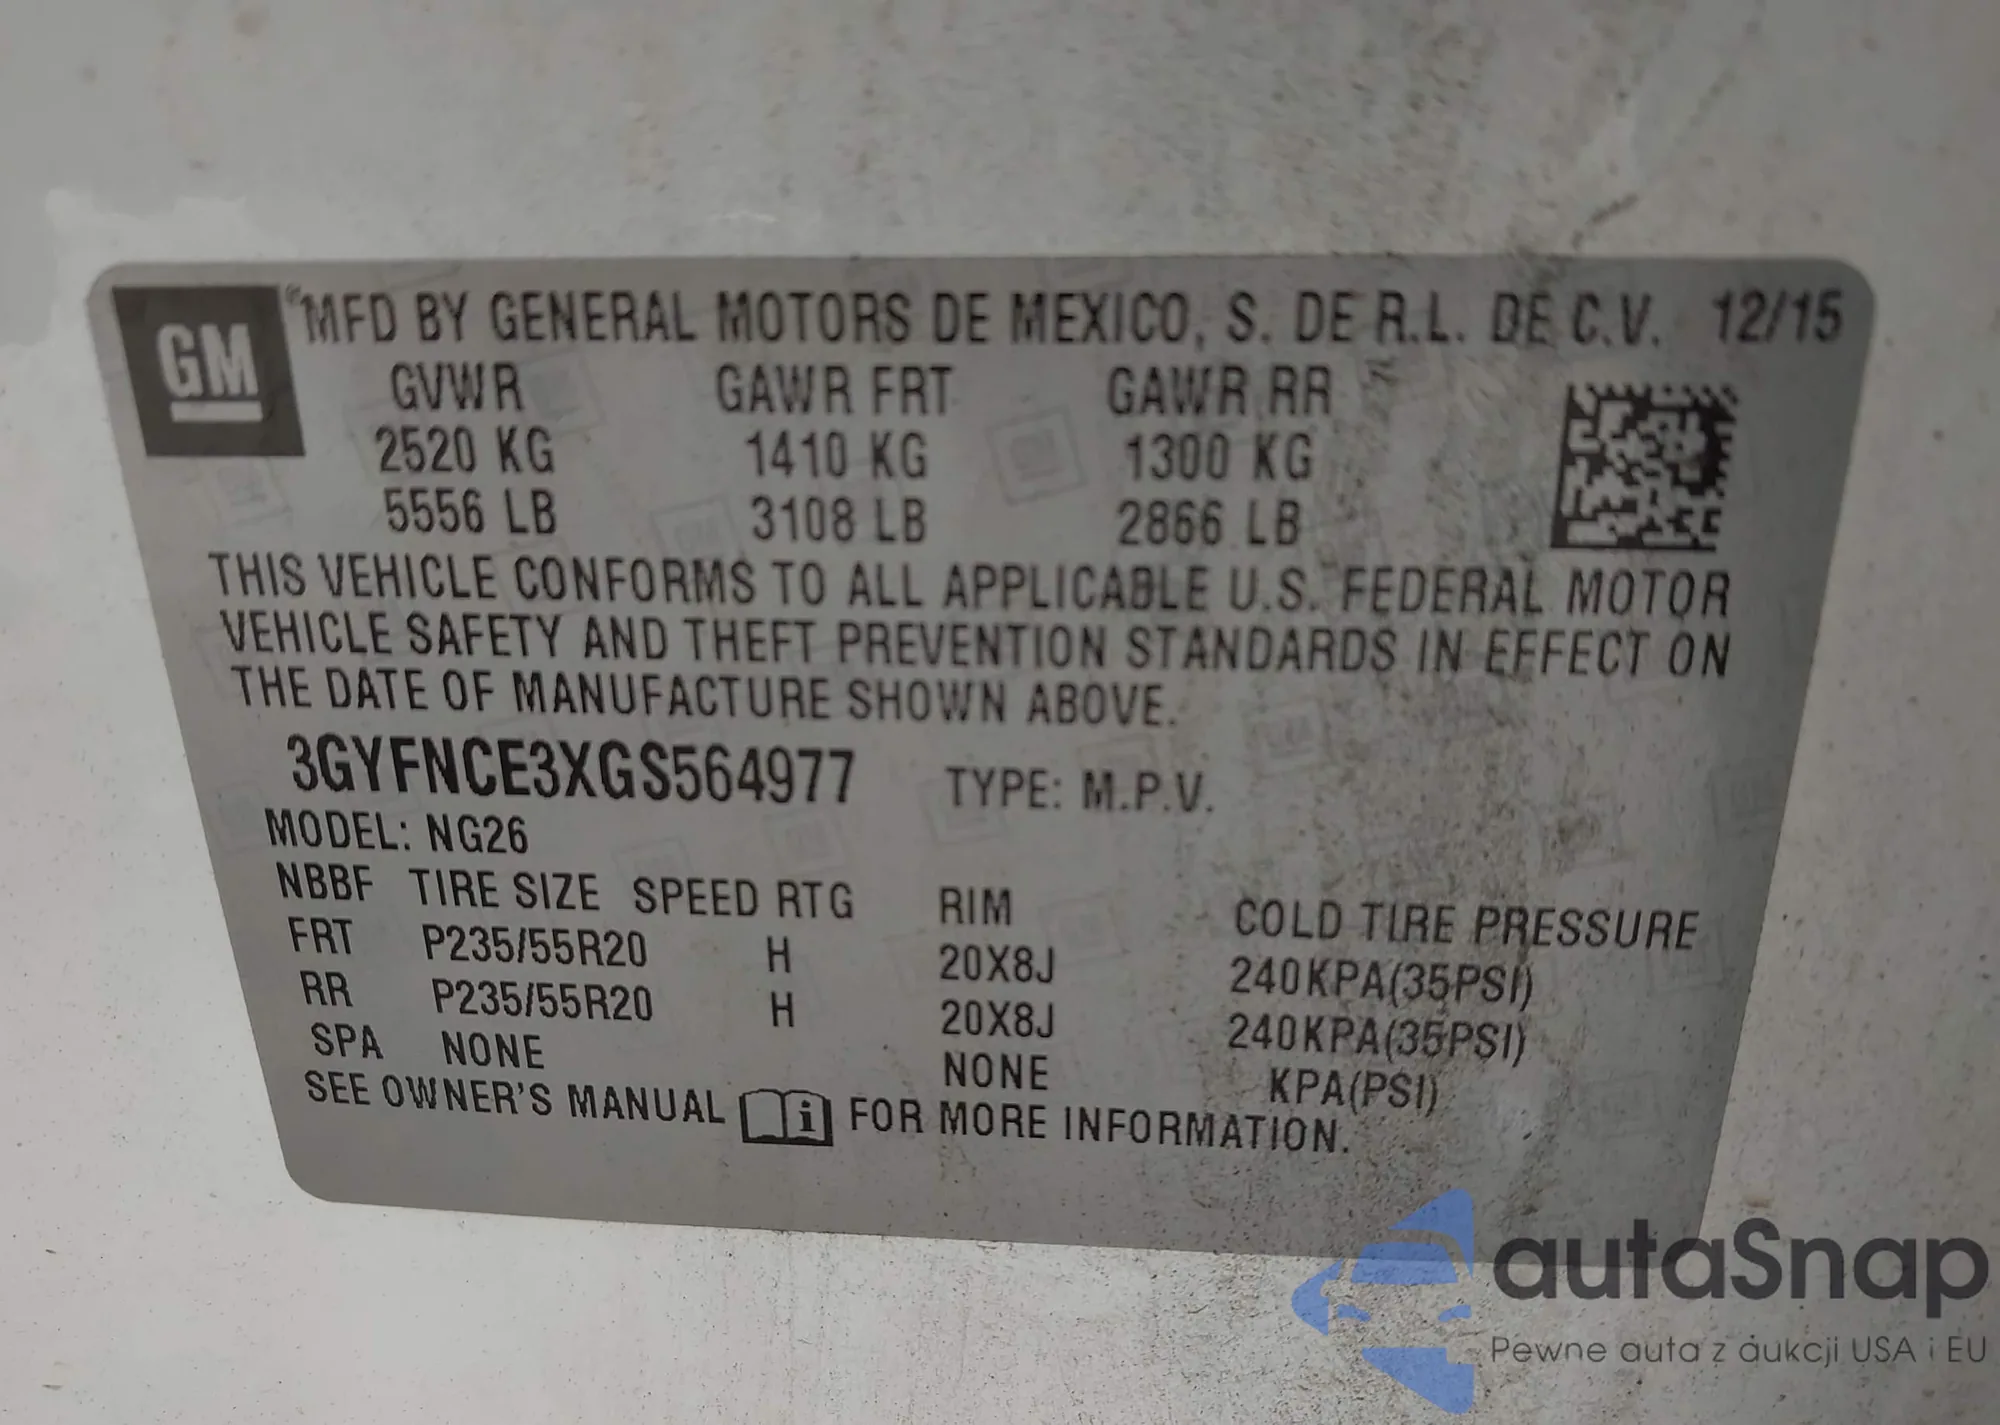 GM
®MFD BY GENERAL MOTORS DE MEXICO, S. DE R.L. DE C.V. 12/15
GVWR GAWR FRT GAWR RR
2520 KG 1410 KG 1300 KG
5556 LB 3108 LB 2866 LB
THIS VEHICLE CONFORMS TO ALL APPLICABLE U.S. FEDERAL MOTOR
VEHICLE SAFETY AND THEFT PREVENTION STANDARDS IN EFFECT ON
THE DATE OF MANUFACTURE SHOWN ABOVE.
3GYFNCE3XGS564977 TYPE: M.P.V.
MODEL: NG26
NBBF TIRE SIZE SPEED RTG RIM COLD TIRE PRESSURE
FRT P235/55R20 H 20X8J 240KPA(35PSI)
RR P235/55R20 H 20X8J 240KPA(35PSI)
SPA NONE NONE KPA(PSI)
SEE OWNER'S MANUAL i FOR MORE INFORMATION.
autaSnap
Pewne auta z aukcji USA i EU